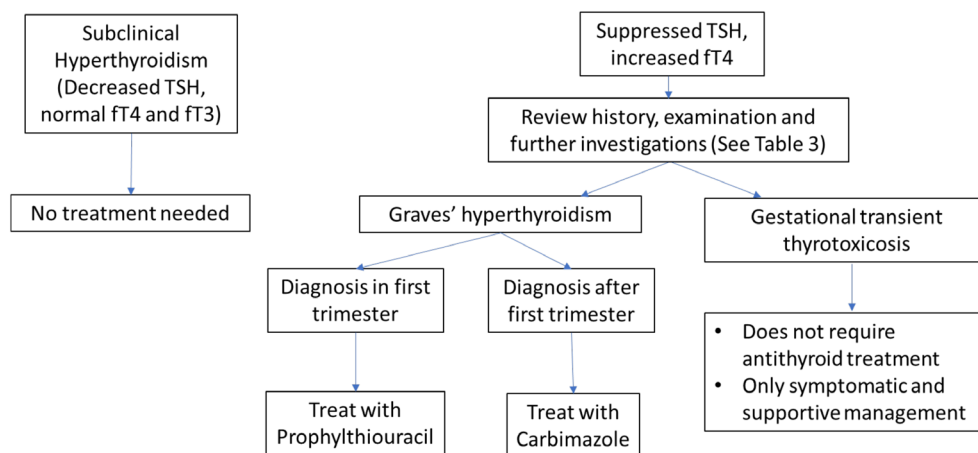 Subclinical
Hyperthyroidism
(Decreased TSH,
normal fT4 and fT3)
No treatment needed
Suppressed TSH,
increased fT4
Review history, examination and
further investigations (See Table 3)
Graves’ hyperthyroidism
Gestational transient
thyrotoxicosis
Diagnosis in first
trimester
Diagnosis after
first trimester
• Does not require
antithyroid treatment
• Only symptomatic and
supportive management
Treat with
Prophylthiouracil
Treat with
Carbimazole